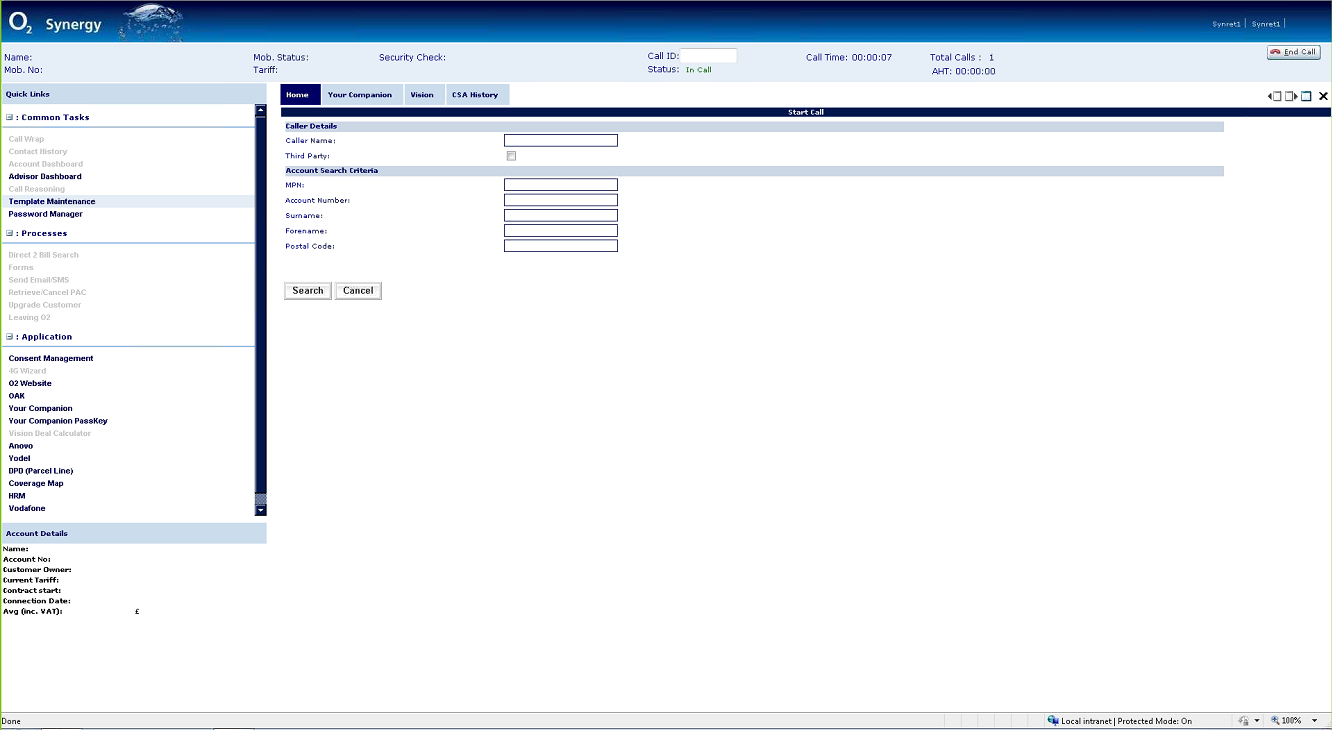 O2 Synergy
Synret1 | Synret1 |
Name: Mob. Status: Security Check: Call ID: Call Time: 00:00:07 Total Calls : 1 End Call
Mob. No: Tariff: Status: In Call AHT: 00:00:00
Quick Links
Home Your Companion Vision CSA History
: Common Tasks
Call Wrap
Contact History
Account Dashboard
Advisor Dashboard
Call Reasoning
Template Maintenance
Password Manager
: Processes
Direct 2 Bill Search
Forms
Send Email/SMS
Retrieve/Cancel PAC
Upgrade Customer
Leaving O2
: Application
Consent Management
4G Wizard
O2 Website
OAK
Your Companion
Your Companion PassKey
Vision Deal Calculator
Anovo
Yodel
DPD (Parcel Line)
Coverage Map
HRM
Vodafone
Start Call
Caller Details
Caller Name:
Third Party:
Account Search Criteria
MPN:
Account Number:
Surname:
Forename:
Postal Code:
Search Cancel
Account Details
Name:
Account No:
Customer Owner:
Current Tariff:
Contract start:
Connection Date:
Avg (inc. VAT): £
Done Local intranet | Protected Mode: On 100%